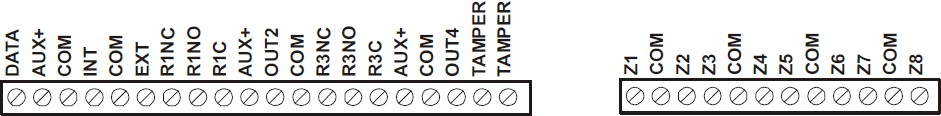 DATA
AUX+
COM
INT
COM
EXT
R1NC
R1NO
R1C
AUX+
OUT2
COM
R3NC
R3NO
R3C
AUX+
COM
OUT4
TAMPER
TAMPER
Z1
COM
Z2
Z3
COM
Z4
Z5
COM
Z6
Z7
COM
Z8